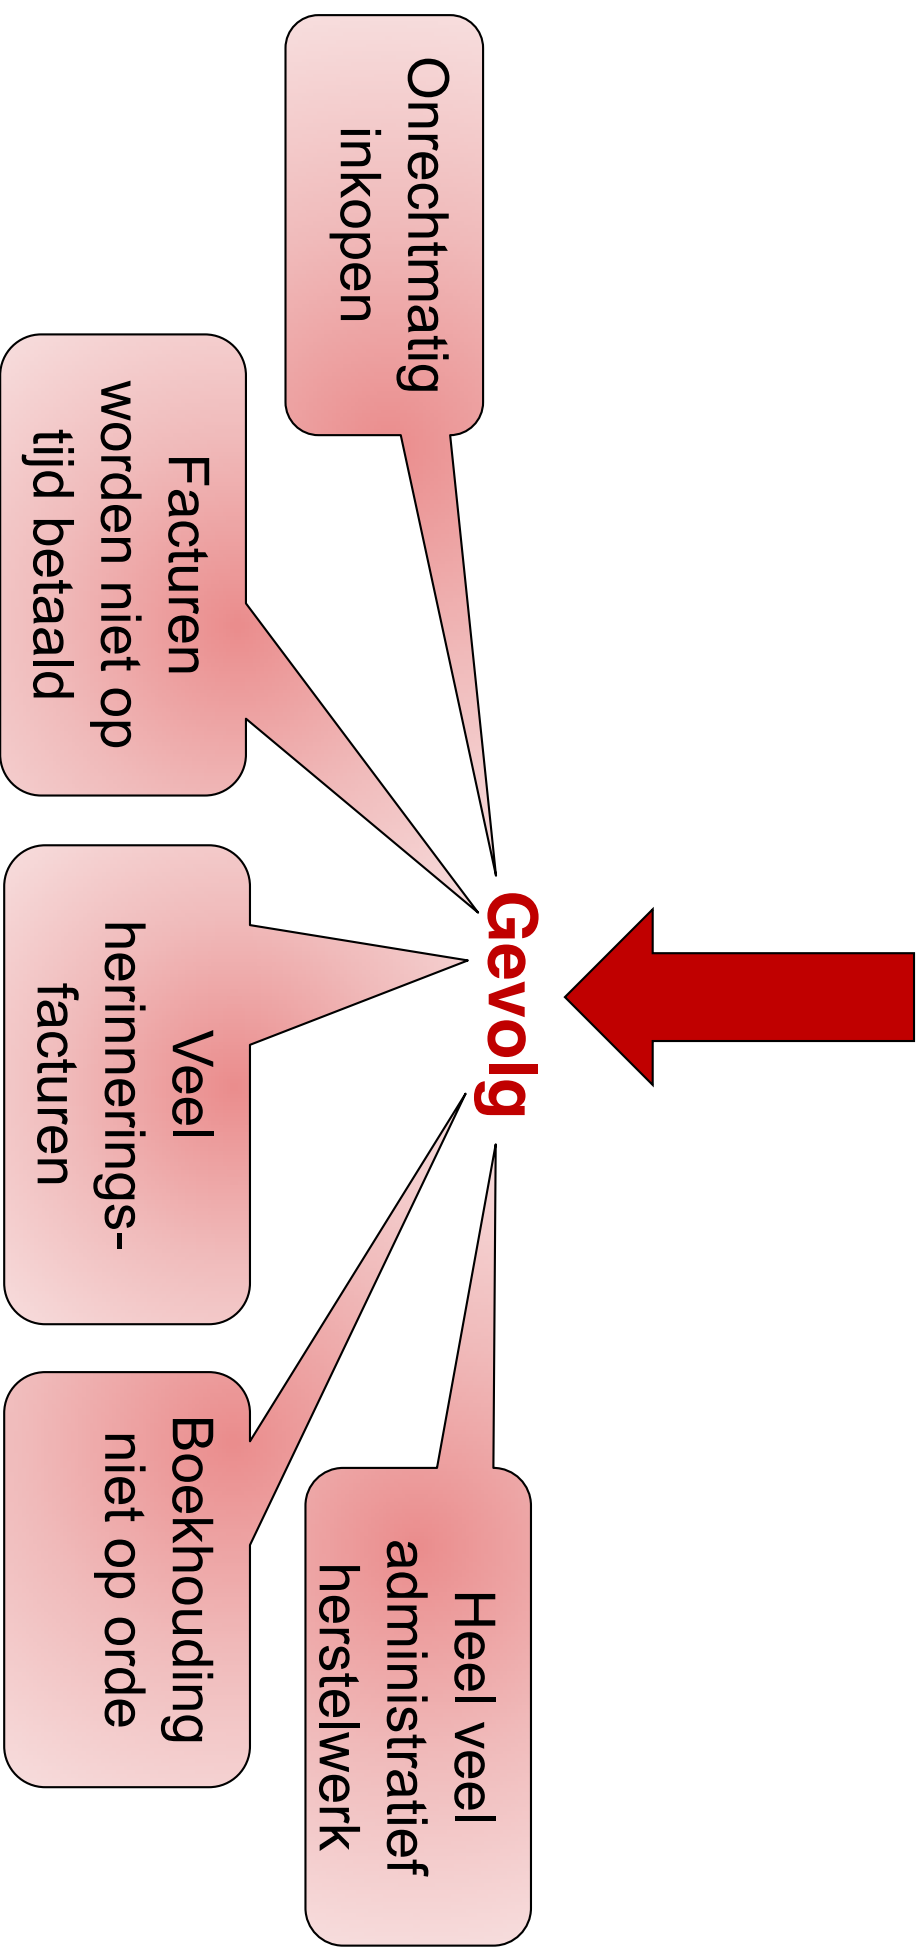 Gevolg
Onrechtmatig
inkopen
Facturen
worden niet op
tijd betaald
Veel
herinnerings-
facturen
Boekhouding
niet op orde
Heel veel
administratief
herstelwerk